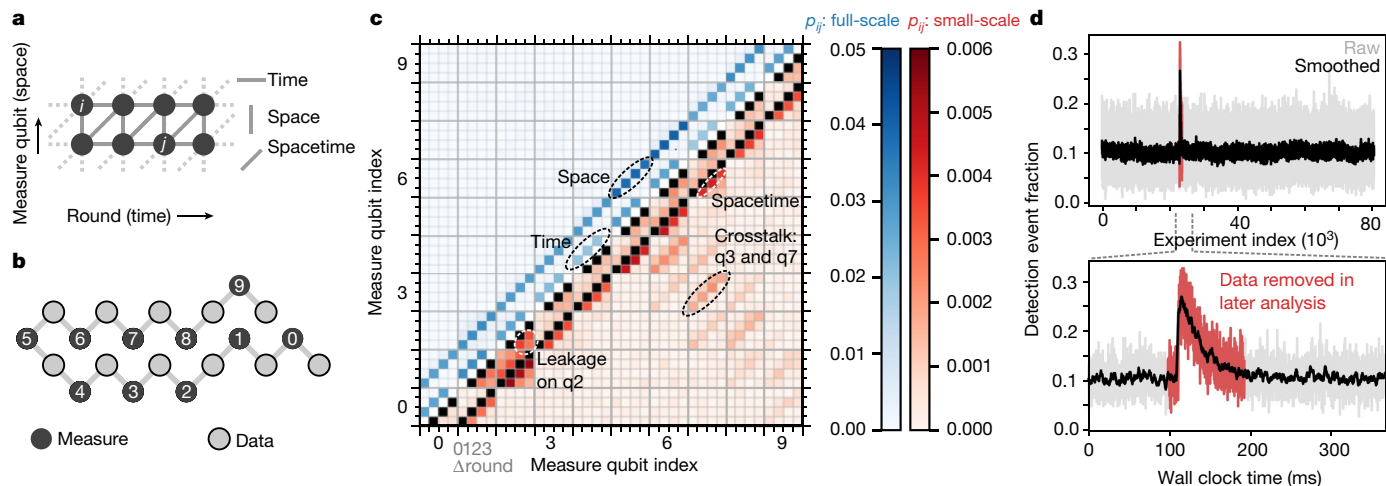 a
Measure qubit (space)
i
j
Time
Space
Spacetime
Round (time)
b
9
5
6
7
8
1
0
4
3
2
Measure
Data
c
p_ij: full-scale
p_ij: small-scale
Measure qubit index
9
6
3
0
Space
Time
Spacetime
Crosstalk:
q3 and q7
Leakage
on q2
0
3
6
9
0123
Δround
Measure qubit index
0.05
0.04
0.03
0.02
0.01
0.00
0.006
0.005
0.004
0.003
0.002
0.001
0.000
d
Detection event fraction
0.3
0.2
0.1
0.0
Raw
Smoothed
0
40
80
Experiment index (10³)
0.3
0.2
0.1
0.0
Data removed in
later analysis
0
100
200
300
Wall clock time (ms)